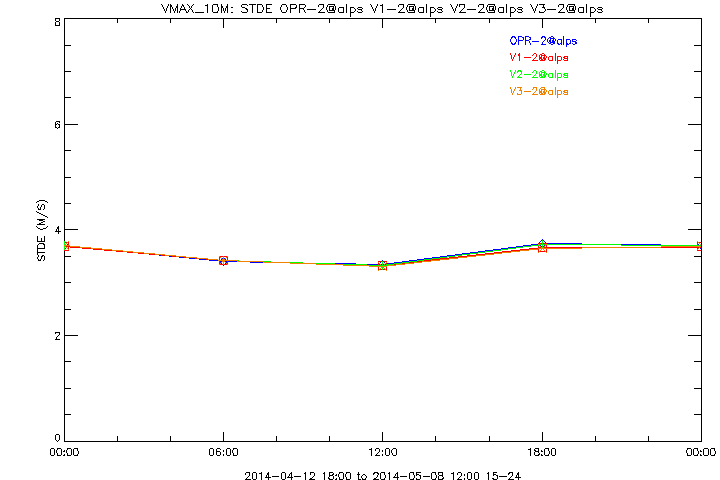 VMAX_10M: STDE OPR-2@alps V1-2@alps V2-2@alps V3-2@alps
8
OPR-2@alps
V1-2@alps
V2-2@alps
V3-2@alps
6
4
STDE (M/S)
2
0
00:00 06:00 12:00 18:00 00:00
2014-04-12 18:00 to 2014-05-08 12:00 15-24